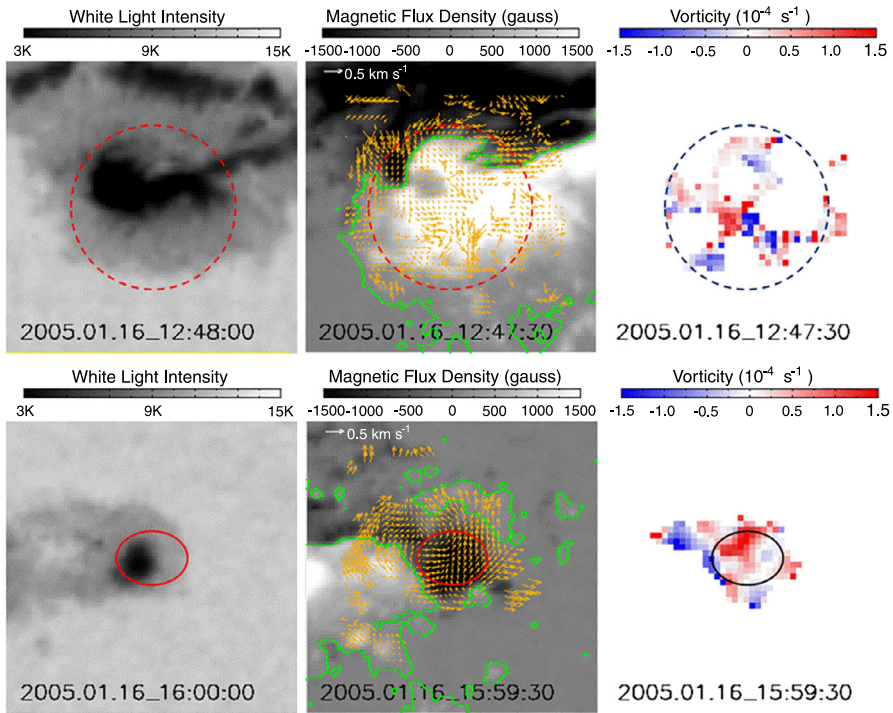 White Light Intensity
3K 9K 15K
Magnetic Flux Density (gauss)
-1500 -1000 -500 0 500 1000 1500
Vorticity (10⁻⁴ s⁻¹)
-1.5 -1.0 -0.5 0 0.5 1.0 1.5
0.5 km s⁻¹
2005.01.16_12:48:00
2005.01.16_12:47:30
2005.01.16_12:47:30
White Light Intensity
3K 9K 15K
Magnetic Flux Density (gauss)
-1500 -1000 -500 0 500 1000 1500
Vorticity (10⁻⁴ s⁻¹)
-1.5 -1.0 -0.5 0 0.5 1.0 1.5
0.5 km s⁻¹
2005.01.16_16:00:00
2005.01.16_15:59:30
2005.01.16_15:59:30